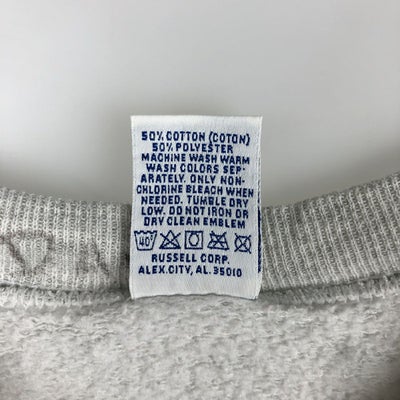 50% COTTON (COTON)
50% POLYESTER
MACHINE WASH WARM
WASH COLORS SEP-
ARATELY. ONLY NON-
CHLORINE BLEACH WHEN
NEEDED. TUMBLE DRY
LOW. DO NOT IRON OR
DRY CLEAN EMBLEM
40°
RUSSELL CORP.
ALEX.CITY, AL. 35010